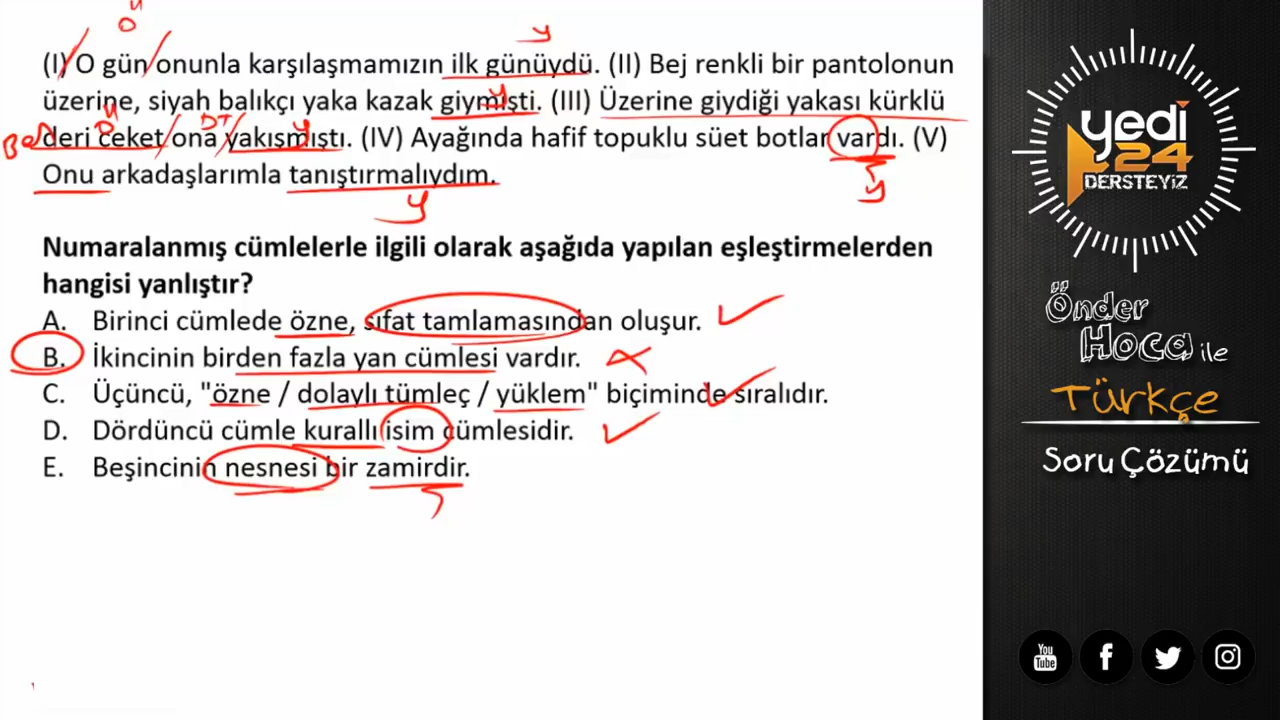 Ö
y
(I) O gün onunla karşılaşmamızın ilk günüydü. (II) Bej renkli bir pantolonun
üzerine, siyah balıkçı yaka kazak giymişti. (III) Üzerine giydiği yakası kürklü
y
Ö
DT
y
deri ceket ona yakışmıştı. (IV) Ayağında hafif topuklu süet botlar vardı. (V)
y
Onu arkadaşlarımla tanıştırmalıydım.
y
Numaralanmış cümlelerle ilgili olarak aşağıda yapılan eşleştirmelerden
hangisi yanlıştır?
A. Birinci cümlede özne, sıfat tamlamasından oluşur.
B. İkincinin birden fazla yan cümlesi vardır.
C. Üçüncü, "özne / dolaylı tümleç / yüklem" biçiminde sıralıdır.
D. Dördüncü cümle kurallı isim cümlesidir.
E. Beşincinin nesnesi bir zamirdir.
yedi
24
DERSTEYİZ
Önder
Hoca ile
Türkçe
Soru Çözümü
You
Tube